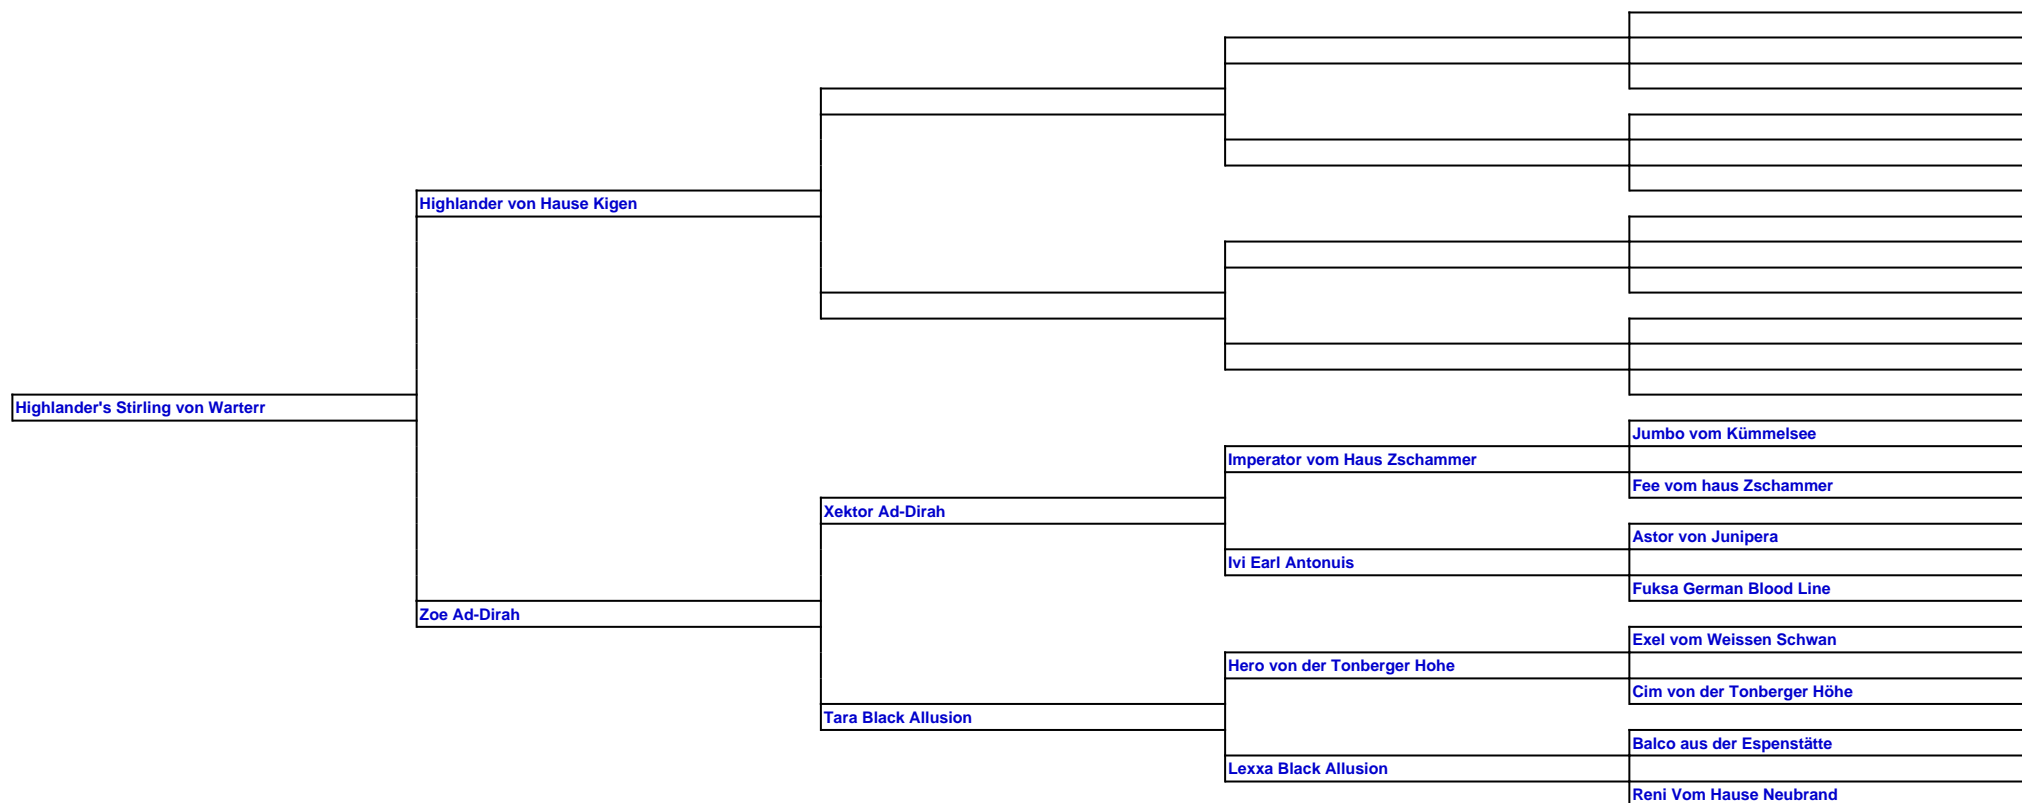 Highlander von Hause Kigen
Highlander's Stirling von Warterr
Jumbo vom Kümmelsee
Imperator vom Haus Zschammer
Fee vom haus Zschammer
Xektor Ad-Dirah
Astor von Junipera
Ivi Earl Antonuis
Fuksa German Blood Line
Zoe Ad-Dirah
Exel vom Weissen Schwan
Hero von der Tonberger Hohe
Cim von der Tonberger Höhe
Tara Black Allusion
Balco aus der Espenstätte
Lexxa Black Allusion
Reni Vom Hause Neubrand